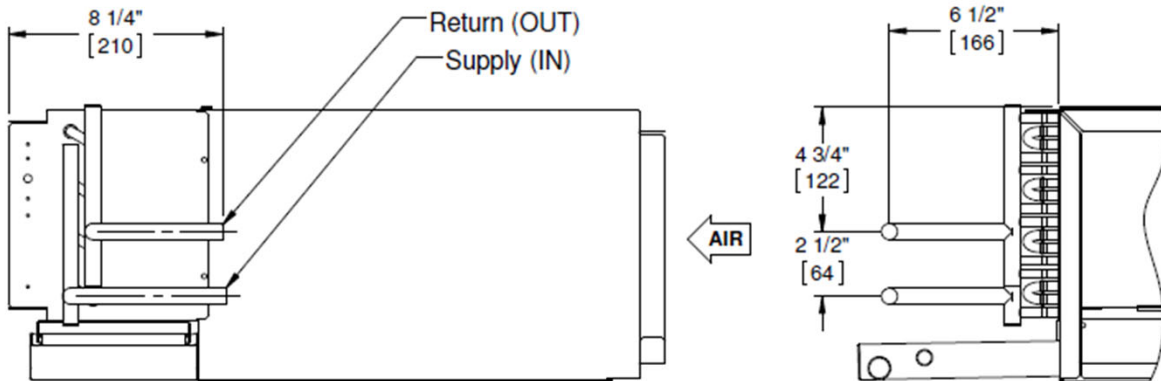 8 1/4"
[210]
Return (OUT)
Supply (IN)
6 1/2"
[166]
4 3/4"
[122]
AIR
2 1/2"
[64]